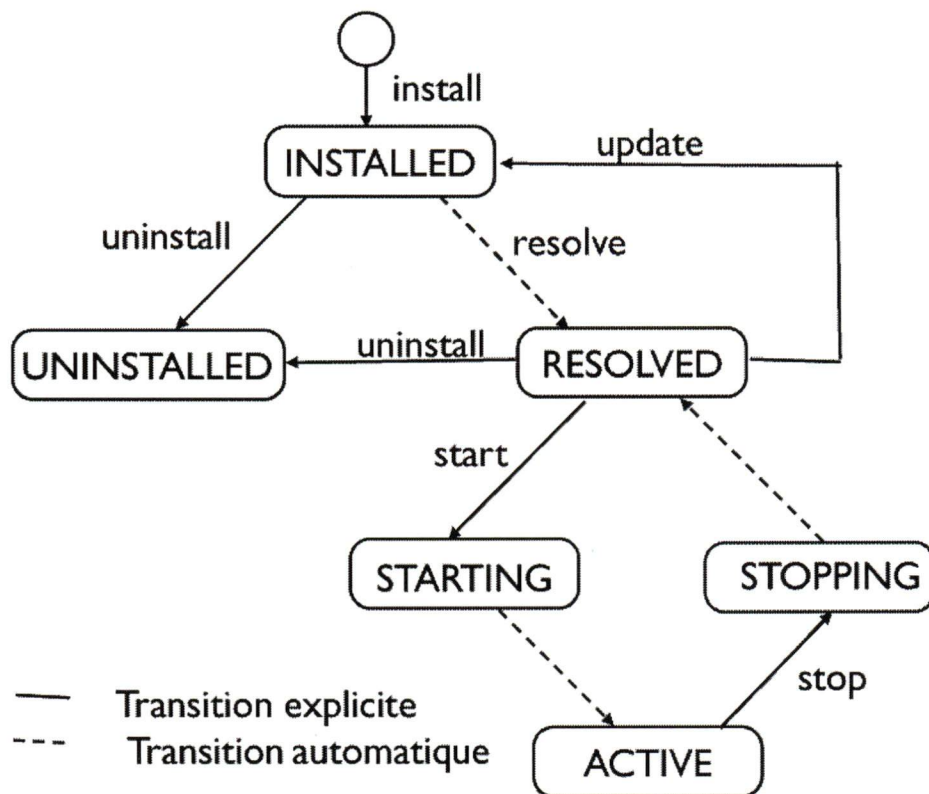 install
INSTALLED
update
uninstall
resolve
UNINSTALLED
uninstall
RESOLVED
start
STARTING
STOPPING
stop
Transition explicite
Transition automatique
ACTIVE